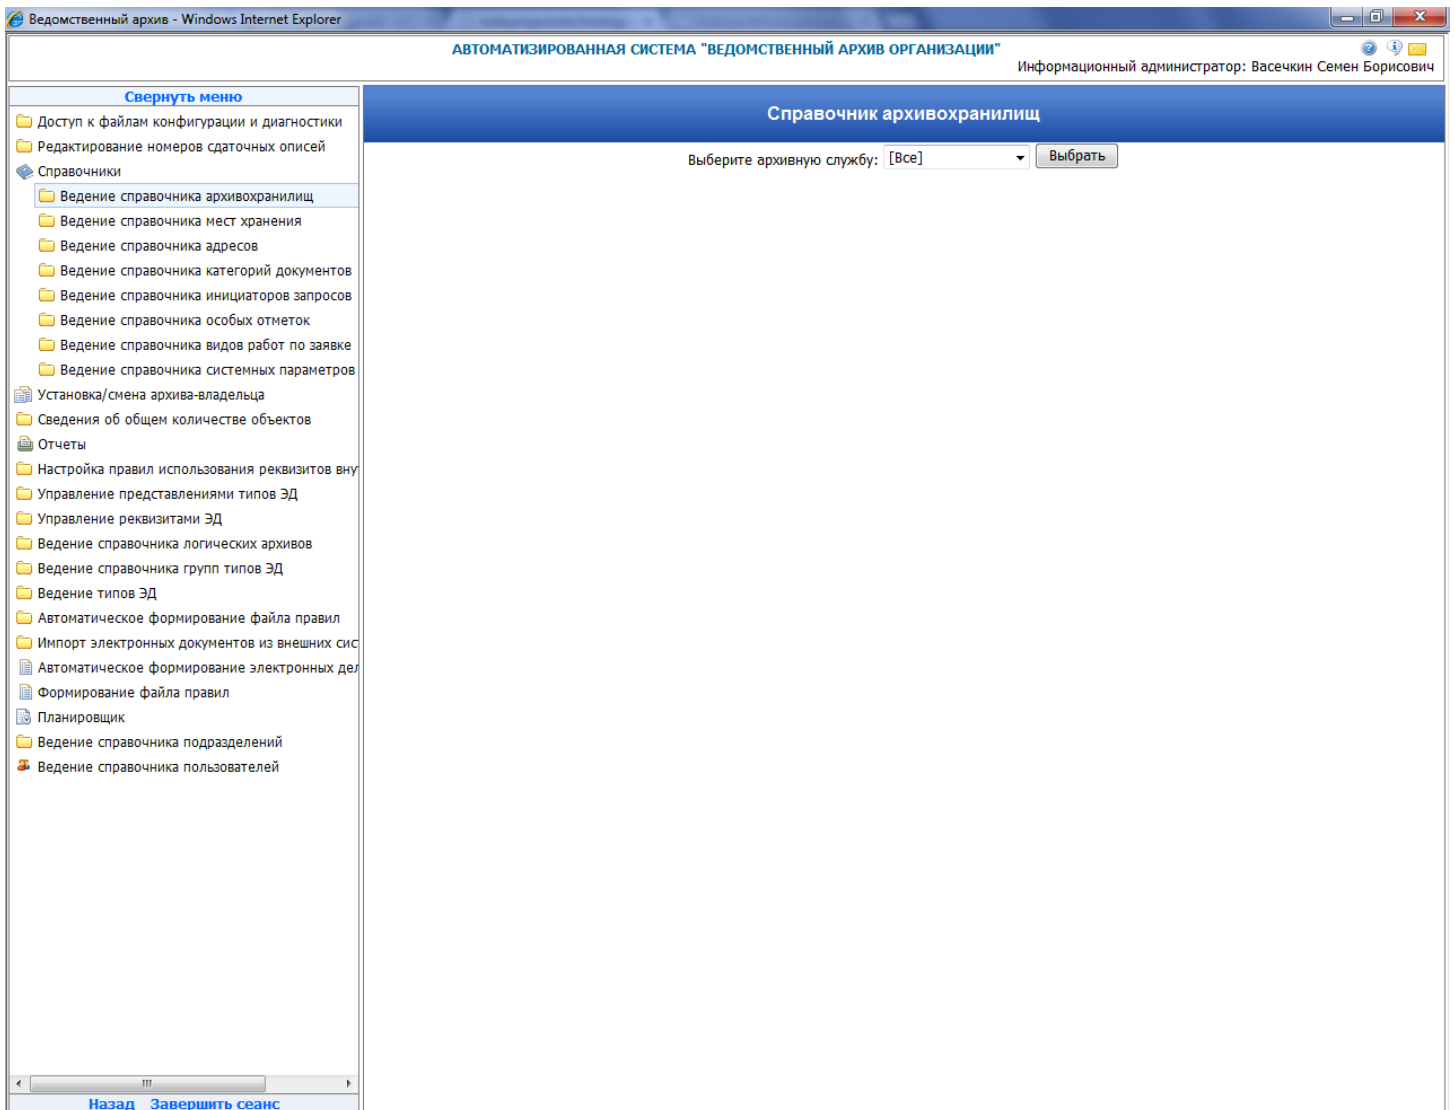 Ведомственный архив - Windows Internet Explorer
АВТОМАТИЗИРОВАННАЯ СИСТЕМА "ВЕДОМСТВЕННЫЙ АРХИВ ОРГАНИЗАЦИИ"
Информационный администратор: Васечкин Семен Борисович
Свернуть меню
Доступ к файлам конфигурации и диагностики
Редактирование номеров сдаточных описей
Справочники
Ведение справочника архивохранилищ
Ведение справочника мест хранения
Ведение справочника адресов
Ведение справочника категорий документов
Ведение справочника инициаторов запросов
Ведение справочника особых отметок
Ведение справочника видов работ по заявке
Ведение справочника системных параметров
Установка/смена архива-владельца
Сведения об общем количестве объектов
Отчеты
Настройка правил использования реквизитов вну
Управление представлениями типов ЭД
Управление реквизитами ЭД
Ведение справочника логических архивов
Ведение справочника групп типов ЭД
Ведение типов ЭД
Автоматическое формирование файла правил
Импорт электронных документов из внешних сис
Автоматическое формирование электронных дел
Формирование файла правил
Планировщик
Ведение справочника подразделений
Ведение справочника пользователей
Назад Завершить сеанс
Справочник архивохранилищ
Выберите архивную службу: [Все] Выбрать